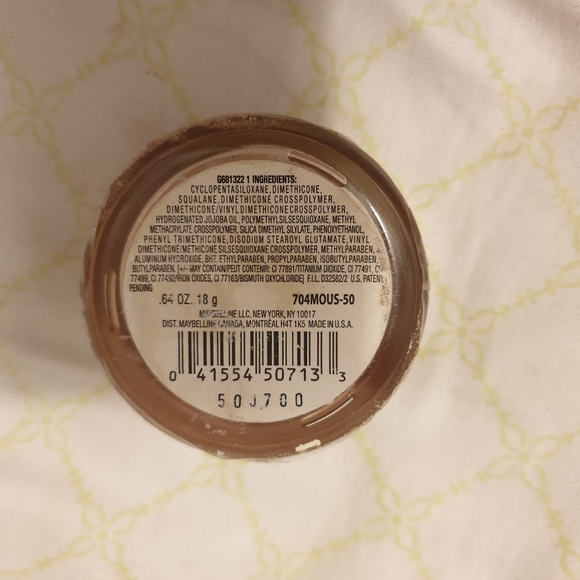 G681322 1 INGREDIENTS:
CYCLOPENTASILOXANE, DIMETHICONE,
SQUALANE, DIMETHICONE CROSSPOLYMER,
DIMETHICONE/VINYL DIMETHICONE CROSSPOLYMER,
HYDROGENATED JOJOBA OIL, POLYMETHYLSILSESQUIOXANE, METHYL
METHACRYLATE CROSSPOLYMER, SILICA DIMETHYL SILYLATE, PHENOXYETHANOL,
PHENYL TRIMETHICONE, DISODIUM STEAROYL GLUTAMATE, VINYL
DIMETHICONE/METHICONE SILSESQUIOXANE CROSSPOLYMER, METHYLPARABEN,
ALUMINUM HYDROXIDE, BHT, ETHYLPARABEN, PROPYLPARABEN, ISOBUTYLPARABEN,
BUTYLPARABEN, [+/- MAY CONTAIN/PEUT CONTENIR: CI 77891/TITANIUM DIOXIDE, CI 77491, CI
77499, CI 77492/IRON OXIDES, CI 77163/BISMUTH OXYCHLORIDE] F.I.L. D32582/2 U.S. PATENT
PENDING
.64 OZ. 18 g 704MOUS-50
MAYBELLINE LLC, NEW YORK, NY 10017
DIST. MAYBELLINE CANADA, MONTRÉAL H4T 1K5 MADE IN U.S.A.
0 41554 50713 3